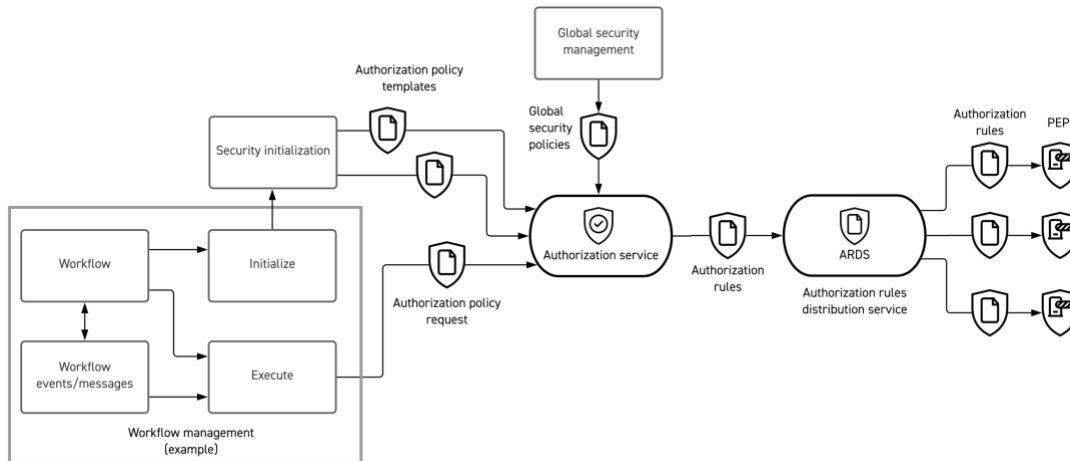 Global security
management
Authorization policy
templates
Global
security
policies
Authorization
rules
PEP
Security initialization
Authorization service
ARDS
Workflow
Initialize
Authorization
rules
Authorization rules
distribution service
Authorization policy
request
Workflow
events/messages
Execute
Workflow management
(example)